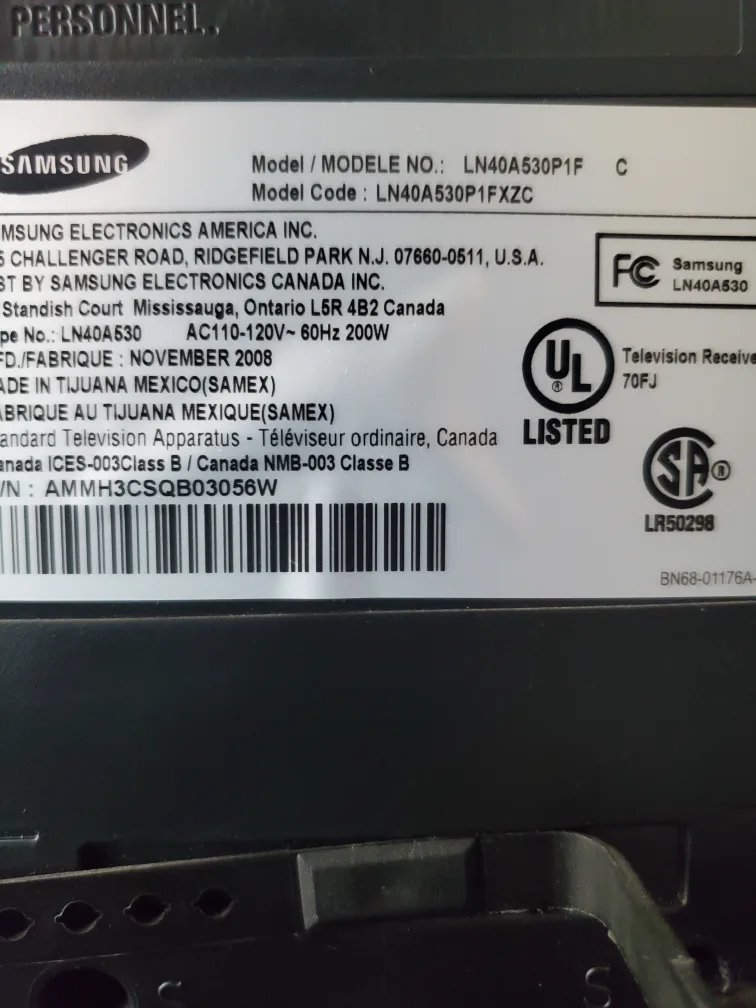 PERSONNEL.
SAMSUNG
Model / MODELE NO.: LN40A530P1F C
Model Code : LN40A530P1FXZC
MSUNG ELECTRONICS AMERICA INC.
5 CHALLENGER ROAD, RIDGEFIELD PARK N.J. 07660-0511, U.S.A.
ST BY SAMSUNG ELECTRONICS CANADA INC.
Standish Court Mississauga, Ontario L5R 4B2 Canada
pe No.: LN40A530 AC110-120V~ 60Hz 200W
FD./FABRIQUE : NOVEMBER 2008
ADE IN TIJUANA MEXICO(SAMEX)
ABRIQUE AU TIJUANA MEXIQUE(SAMEX)
andard Television Apparatus - Téléviseur ordinaire, Canada
anada ICES-003Class B / Canada NMB-003 Classe B
/N : AMMH3CSQB03056W
FC Samsung
LN40A530
UL ®
LISTED
Television Receive
70FJ
SA ®
LR50298
BN68-01176A-
S S